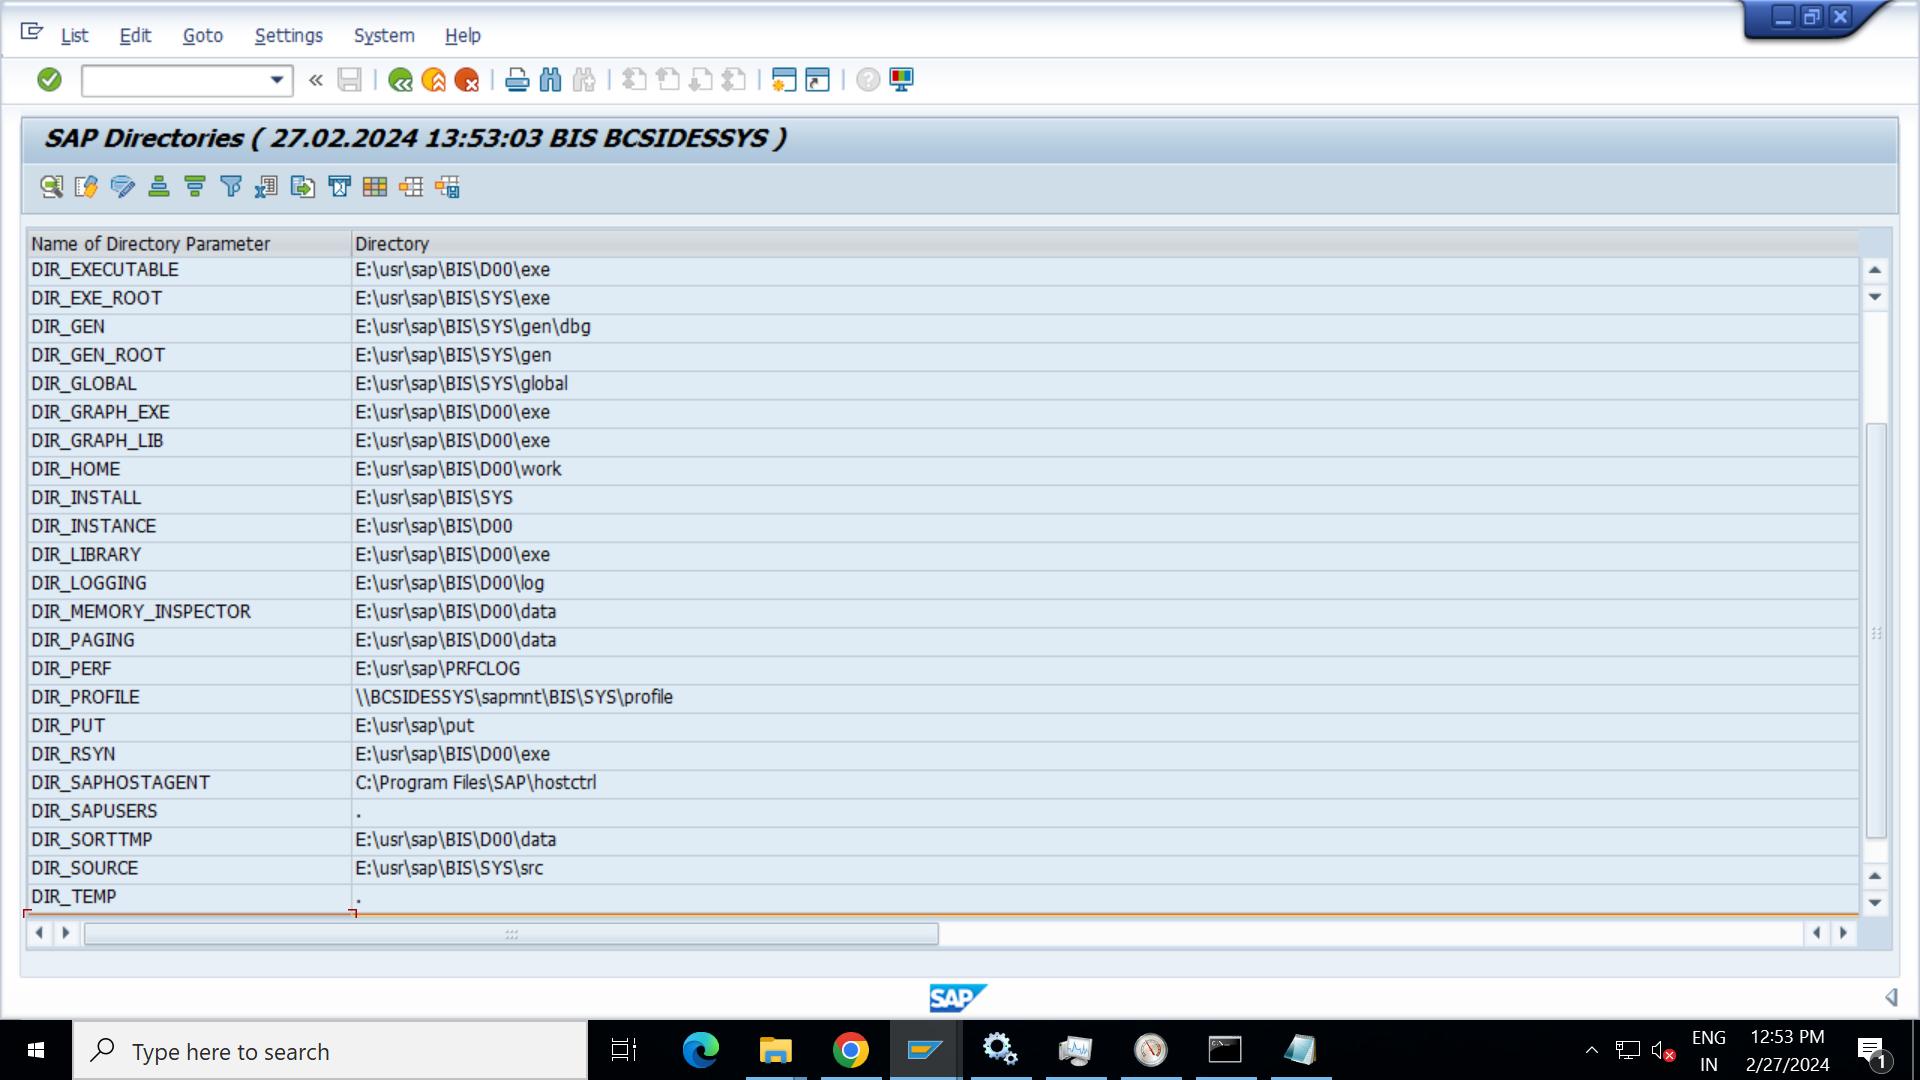 List Edit Goto Settings System Help
SAP Directories ( 27.02.2024 13:53:03 BIS BCSIDESSYS )
Name of Directory Parameter Directory
DIR_EXECUTABLE E:\usr\sap\BIS\D00\exe
DIR_EXE_ROOT E:\usr\sap\BIS\SYS\exe
DIR_GEN E:\usr\sap\BIS\SYS\gen\dbg
DIR_GEN_ROOT E:\usr\sap\BIS\SYS\gen
DIR_GLOBAL E:\usr\sap\BIS\SYS\global
DIR_GRAPH_EXE E:\usr\sap\BIS\D00\exe
DIR_GRAPH_LIB E:\usr\sap\BIS\D00\exe
DIR_HOME E:\usr\sap\BIS\D00\work
DIR_INSTALL E:\usr\sap\BIS\SYS
DIR_INSTANCE E:\usr\sap\BIS\D00
DIR_LIBRARY E:\usr\sap\BIS\D00\exe
DIR_LOGGING E:\usr\sap\BIS\D00\log
DIR_MEMORY_INSPECTOR E:\usr\sap\BIS\D00\data
DIR_PAGING E:\usr\sap\BIS\D00\data
DIR_PERF E:\usr\sap\PRFCLOG
DIR_PROFILE \\BCSIDESSYS\sapmnt\BIS\SYS\profile
DIR_PUT E:\usr\sap\put
DIR_RSYN E:\usr\sap\BIS\D00\exe
DIR_SAPHOSTAGENT C:\Program Files\SAP\hostctrl
DIR_SAPUSERS .
DIR_SORTTMP E:\usr\sap\BIS\D00\data
DIR_SOURCE E:\usr\sap\BIS\SYS\src
DIR_TEMP .
SAP
Type here to search
ENG
IN
12:53 PM
2/27/2024
1